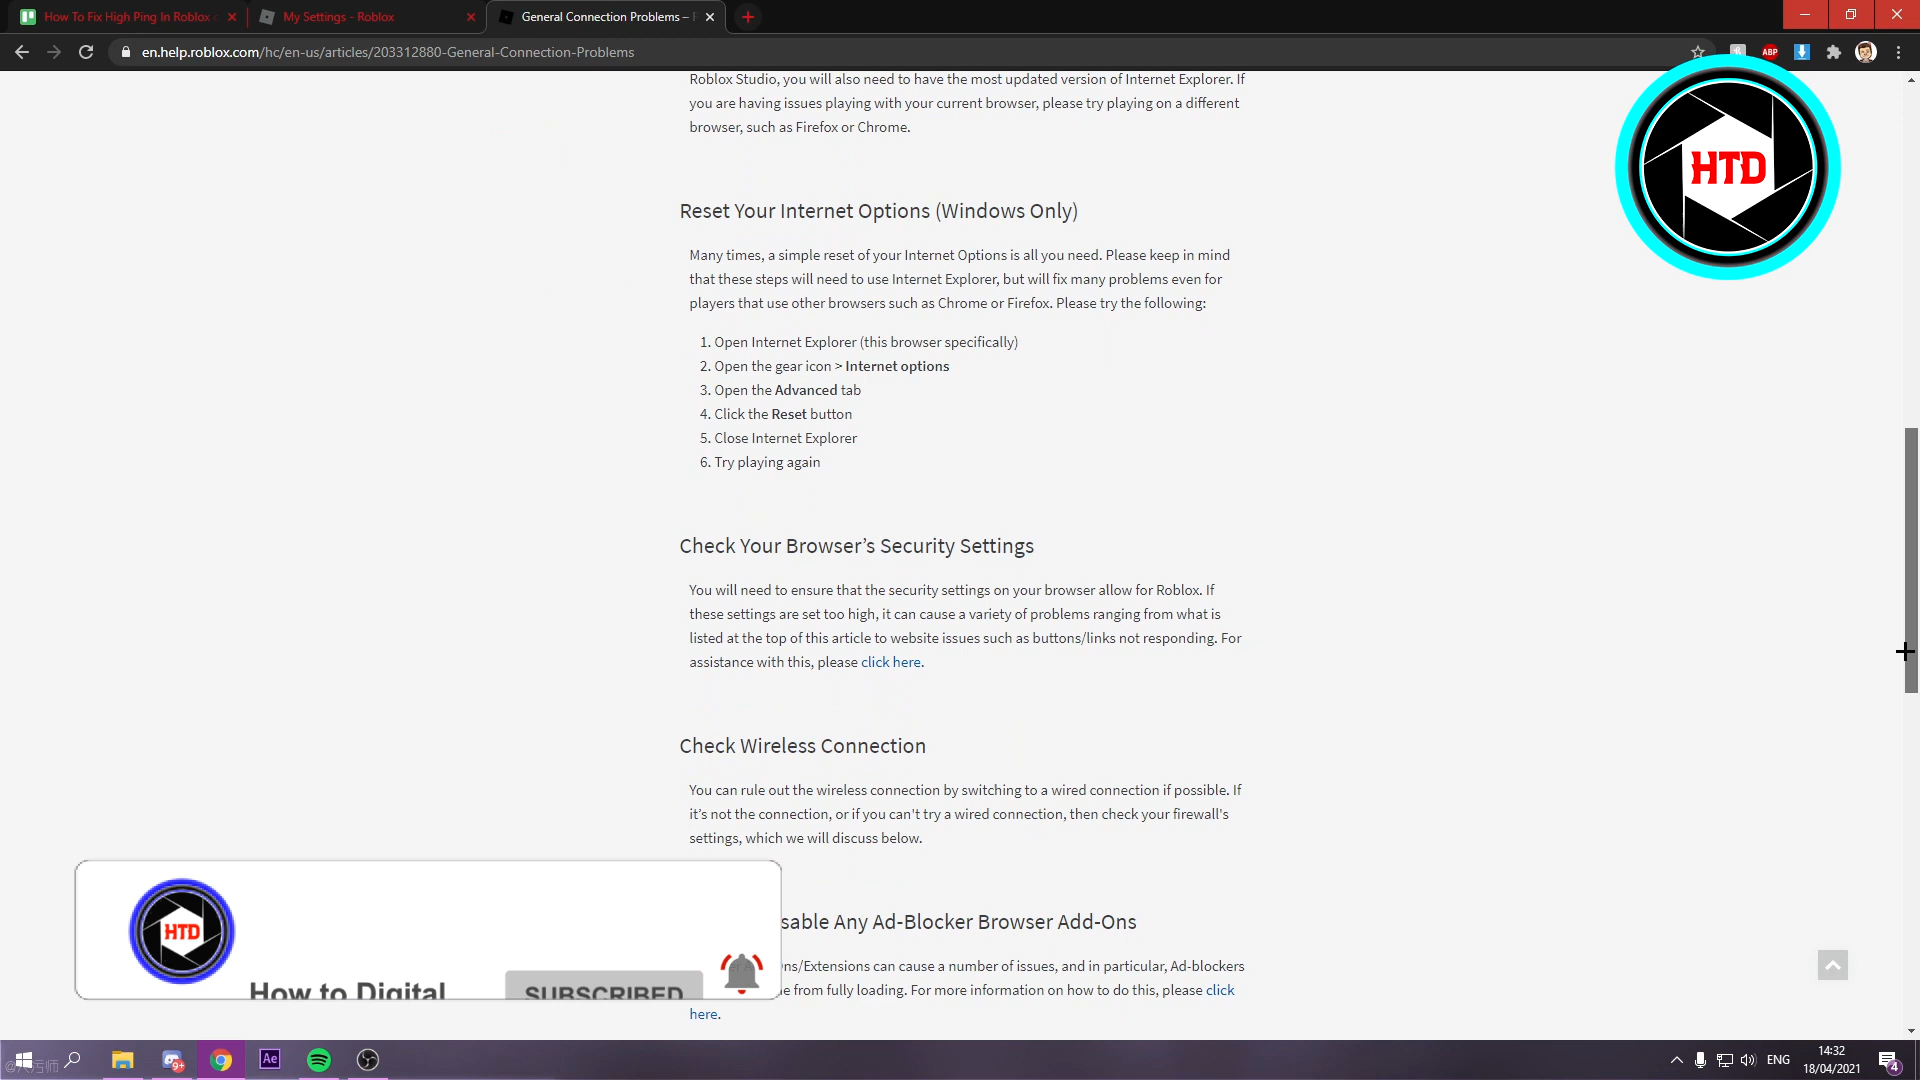 How To Fix High Ping In Roblox
My Settings - Roblox
General Connection Problems –
en.help.roblox.com/hc/en-us/articles/203312880-General-Connection-Problems
ABP
Roblox Studio, you will also need to have the most updated version of Internet Explorer. If
you are having issues playing with your current browser, please try playing on a different
browser, such as Firefox or Chrome.
HTD
Reset Your Internet Options (Windows Only)
Many times, a simple reset of your Internet Options is all you need. Please keep in mind
that these steps will need to use Internet Explorer, but will fix many problems even for
players that use other browsers such as Chrome or Firefox. Please try the following:
1. Open Internet Explorer (this browser specifically)
2. Open the gear icon > Internet options
3. Open the Advanced tab
4. Click the Reset button
5. Close Internet Explorer
6. Try playing again
Check Your Browser’s Security Settings
You will need to ensure that the security settings on your browser allow for Roblox. If
these settings are set too high, it can cause a variety of problems ranging from what is
listed at the top of this article to website issues such as buttons/links not responding. For
assistance with this, please click here.
Check Wireless Connection
You can rule out the wireless connection by switching to a wired connection if possible. If
it’s not the connection, or if you can't try a wired connection, then check your firewall's
settings, which we will discuss below.
sable Any Ad-Blocker Browser Add-Ons
ns/Extensions can cause a number of issues, and in particular, Ad-blockers
e from fully loading. For more information on how to do this, please click
here.
HTD
How to Digital
SUBSCRIBED
9+
Ae
ENG
14:32
18/04/2021
4